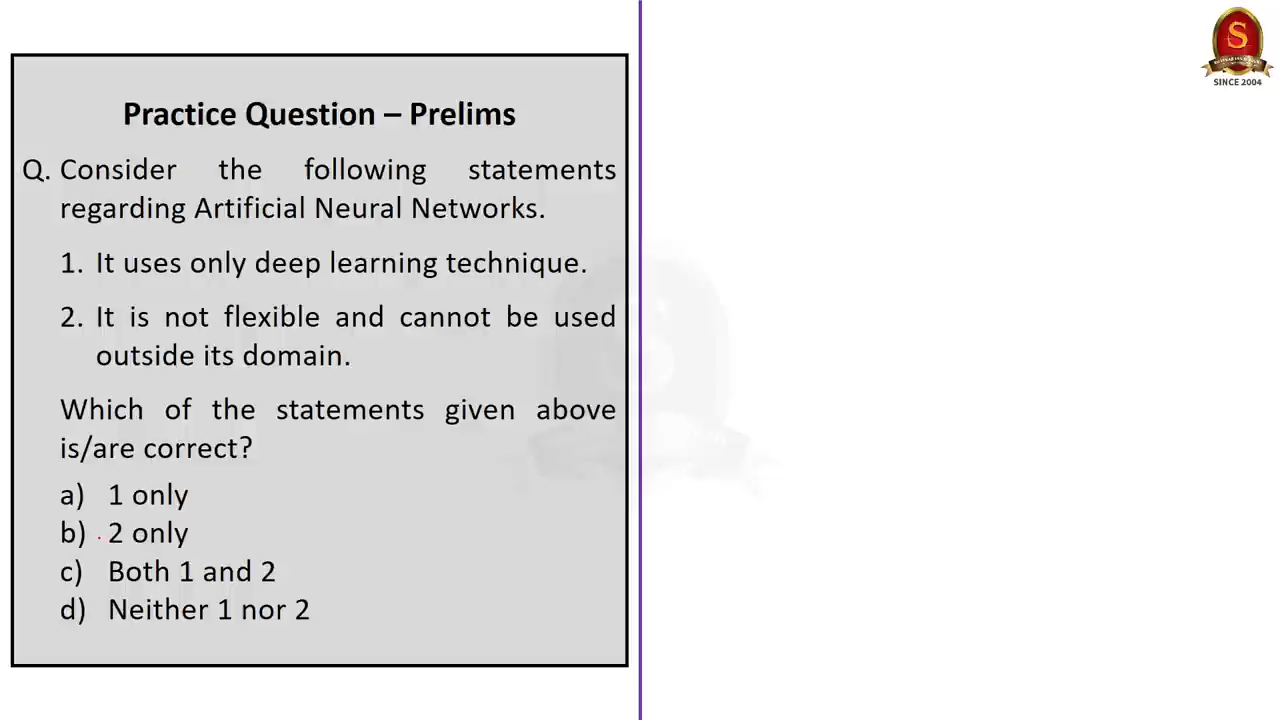 S
SINCE 2004
Practice Question – Prelims
Q. Consider the following statements
regarding Artificial Neural Networks.
1. It uses only deep learning technique.
2. It is not flexible and cannot be used
outside its domain.
Which of the statements given above
is/are correct?
a) 1 only
b) 2 only
c) Both 1 and 2
d) Neither 1 nor 2